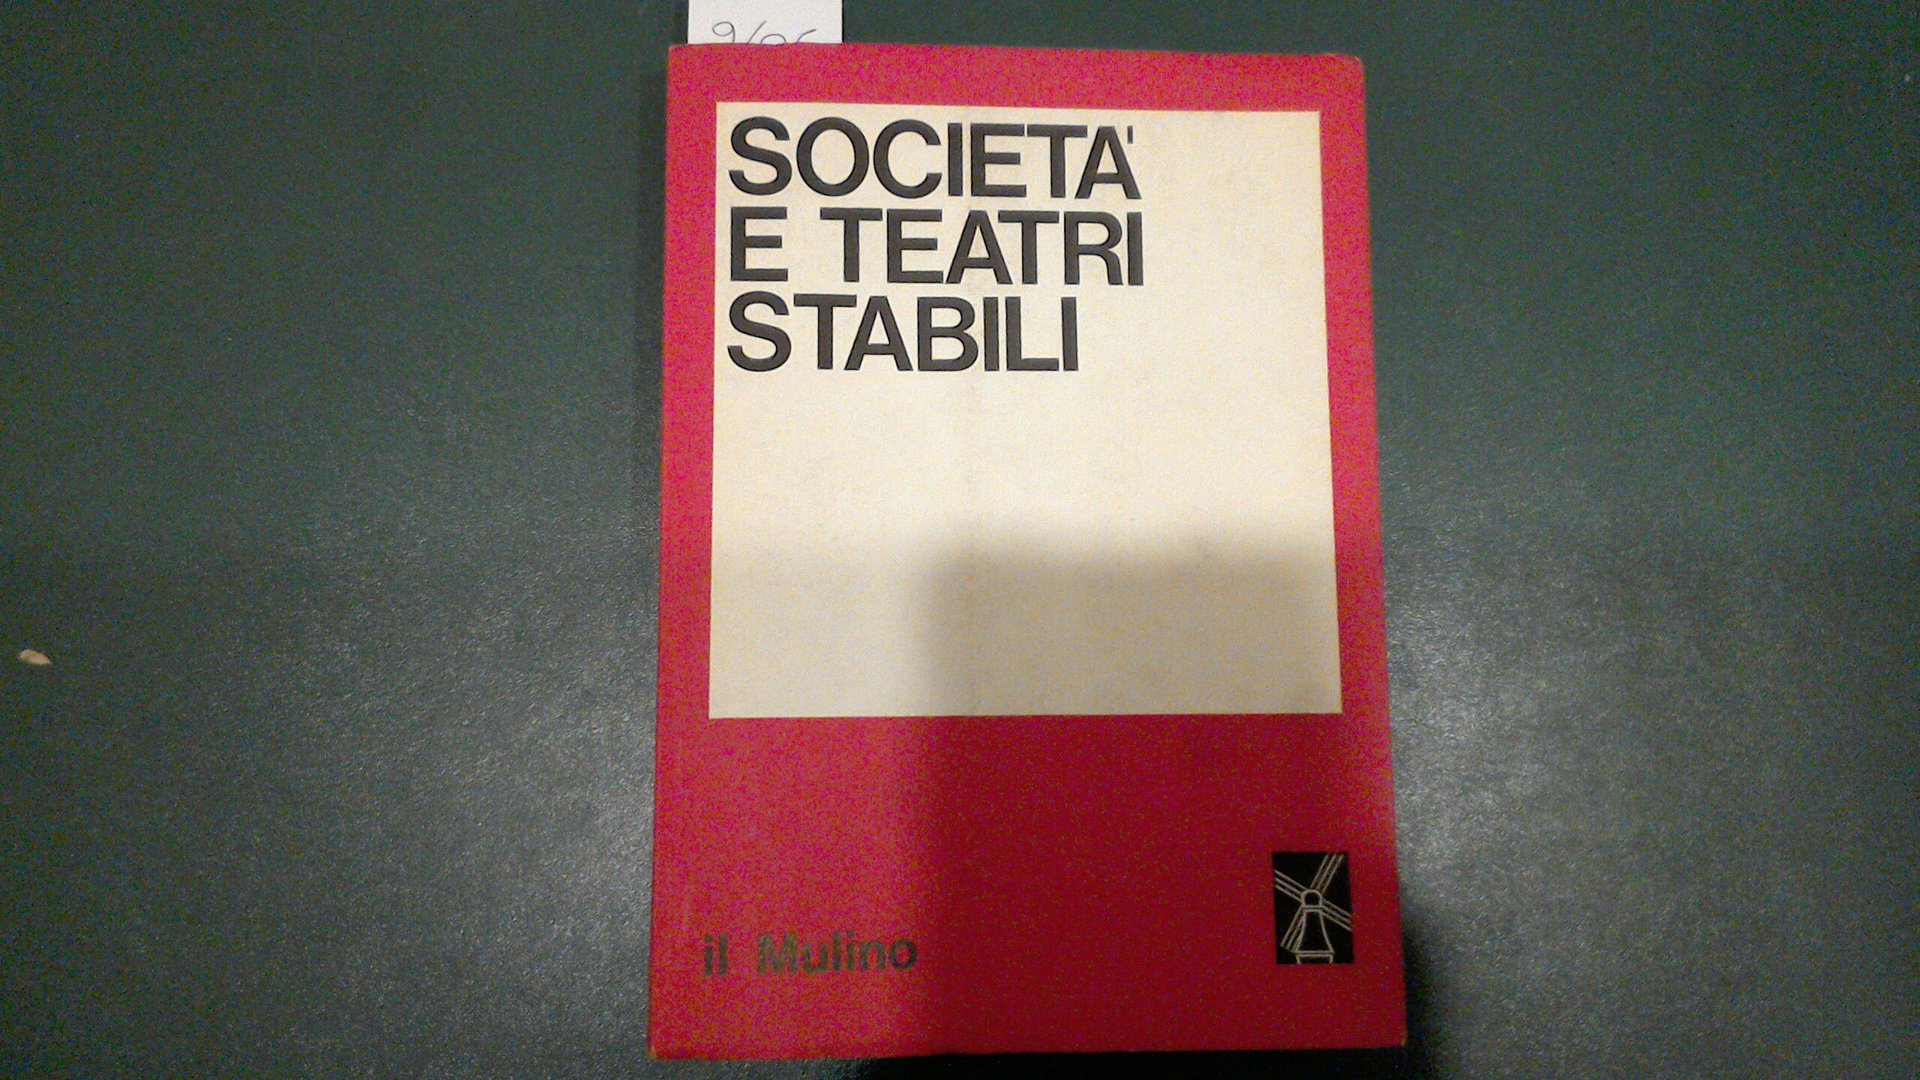 SOCIETA'
E TEATRI
STABILI
il Mulino